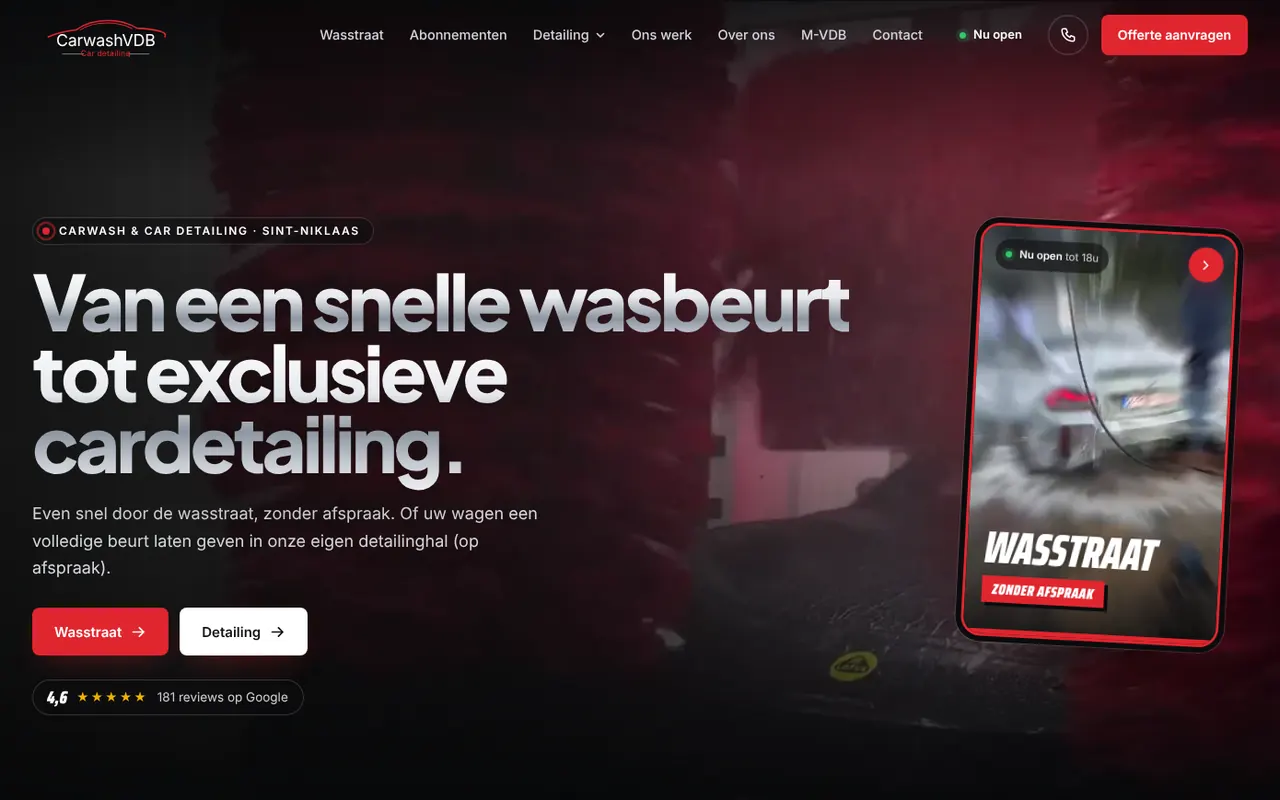 CarwashVDB
Car detailing
Wasstraat
Abonnementen
Detailing
Ons werk
Over ons
M-VDB
Contact
Nu open
Offerte aanvragen
CARWASH & CAR DETAILING · SINT-NIKLAAS
Van een snelle wasbeurt
tot exclusieve
cardetailing.
Even snel door de wasstraat, zonder afspraak. Of uw wagen een
volledige beurt laten geven in onze eigen detailinghal (op
afspraak).
Wasstraat →
Detailing →
4,6 ★★★★★ 181 reviews op Google
Nu open tot 18u
WASSTRAAT
ZONDER AFSPRAAK